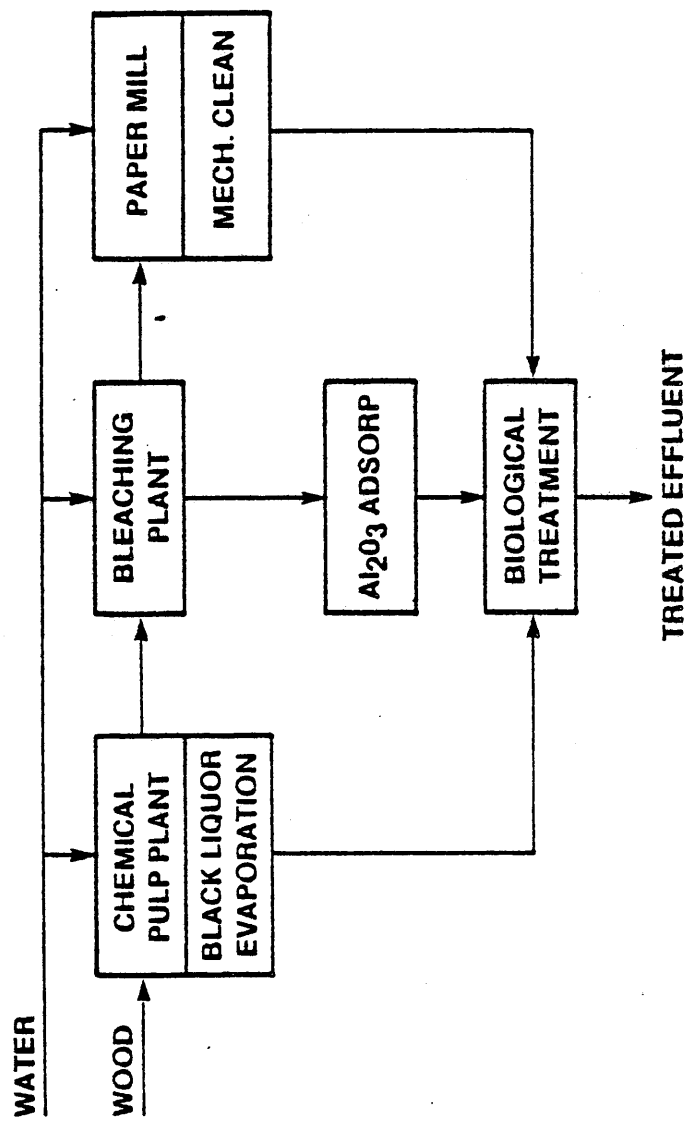 WATER
WOOD
CHEMICAL
PULP PLANT
BLACK LIQUOR
EVAPORATION
BLEACHING
PLANT
PAPER MILL
MECH. CLEAN
Al₂O₃ ADSORP
BIOLOGICAL
TREATMENT
TREATED EFFLUENT